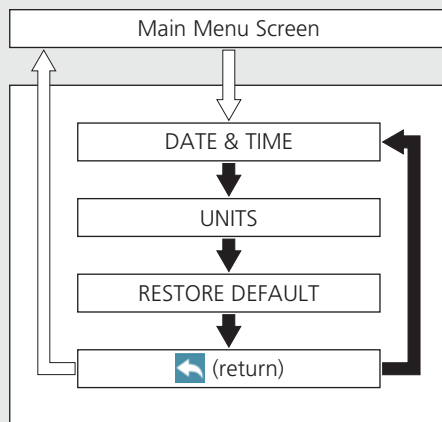 Main Menu Screen
DATE & TIME
UNITS
RESTORE DEFAULT
(return)